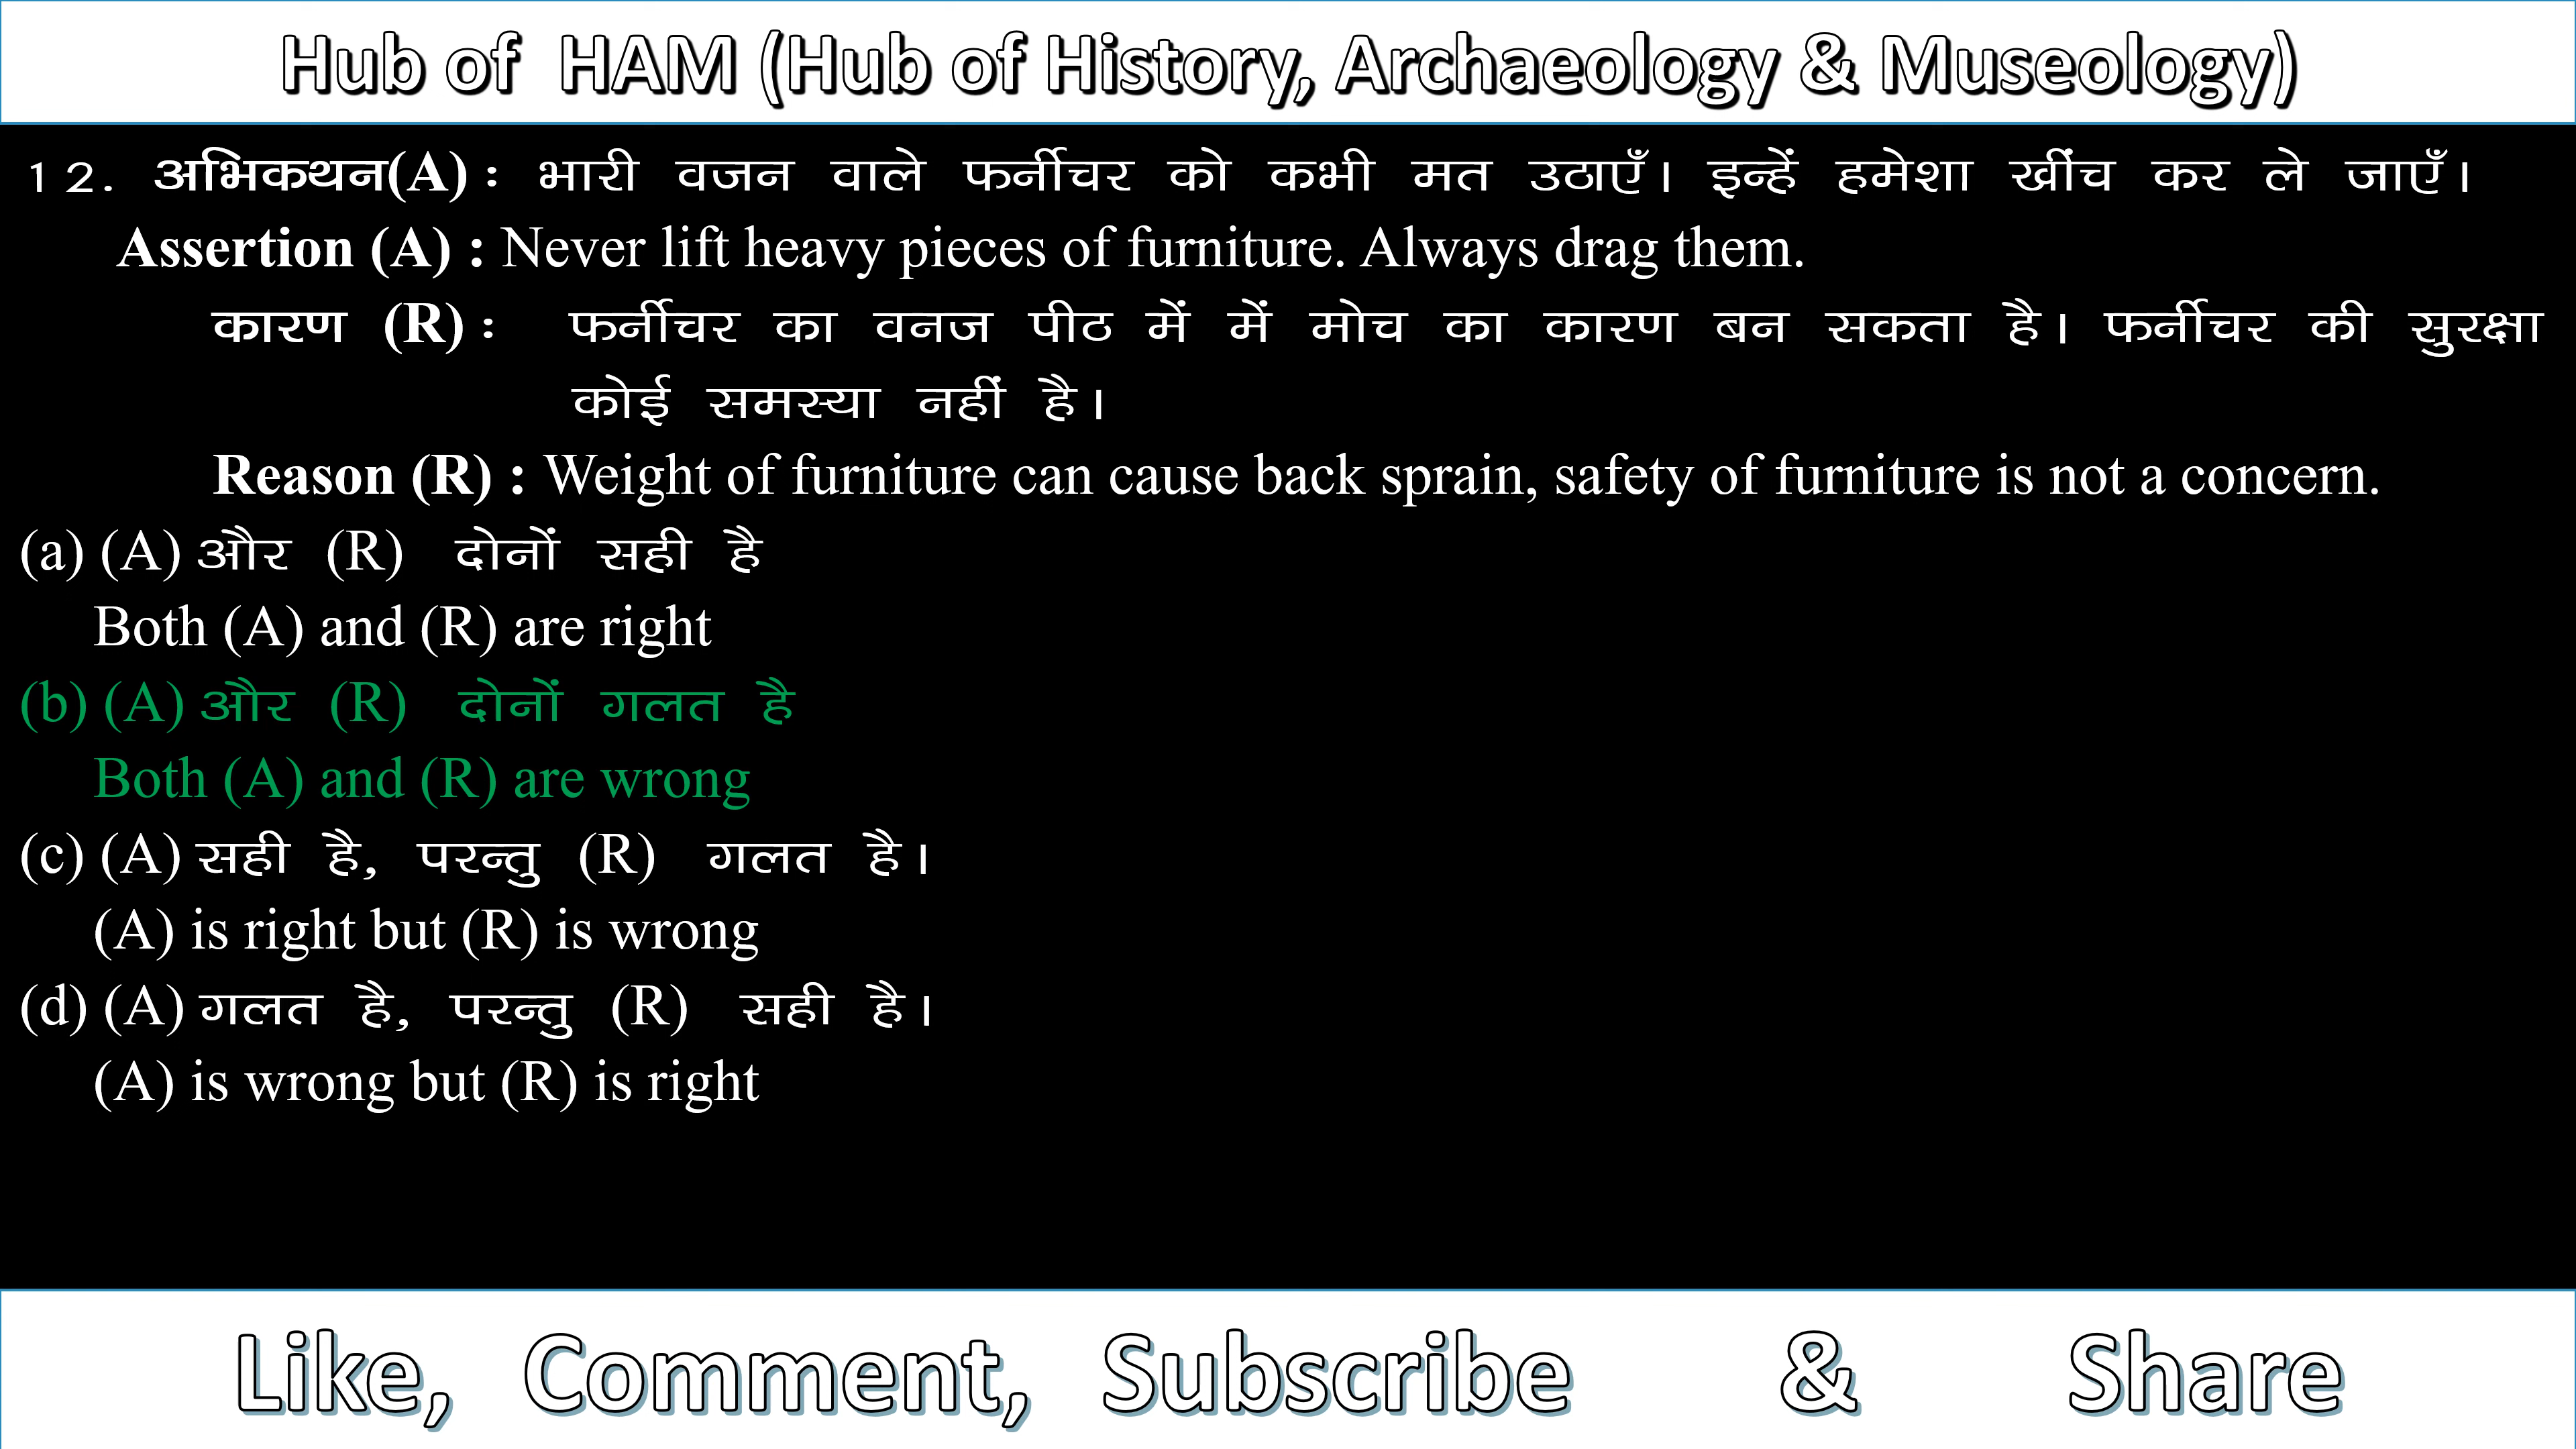 Hub of HAM (Hub of History, Archaeology & Museology)
12. अभिकथन(A) : भारी वजन वाले फर्नीचर को कभी मत उठाएँ। इन्हें हमेशा खींच कर ले जाएँ।
Assertion (A) : Never lift heavy pieces of furniture. Always drag them.
कारण (R) : फर्नीचर का वनज पीठ में में मोच का कारण बन सकता है। फर्नीचर की सुरक्षा
कोई समस्या नहीं है।
Reason (R) : Weight of furniture can cause back sprain, safety of furniture is not a concern.
(a) (A) और (R) दोनों सही है
Both (A) and (R) are right
(b) (A) और (R) दोनों गलत है
Both (A) and (R) are wrong
(c) (A) सही है, परन्तु (R) गलत है।
(A) is right but (R) is wrong
(d) (A) गलत है, परन्तु (R) सही है।
(A) is wrong but (R) is right
Like, Comment, Subscribe & Share